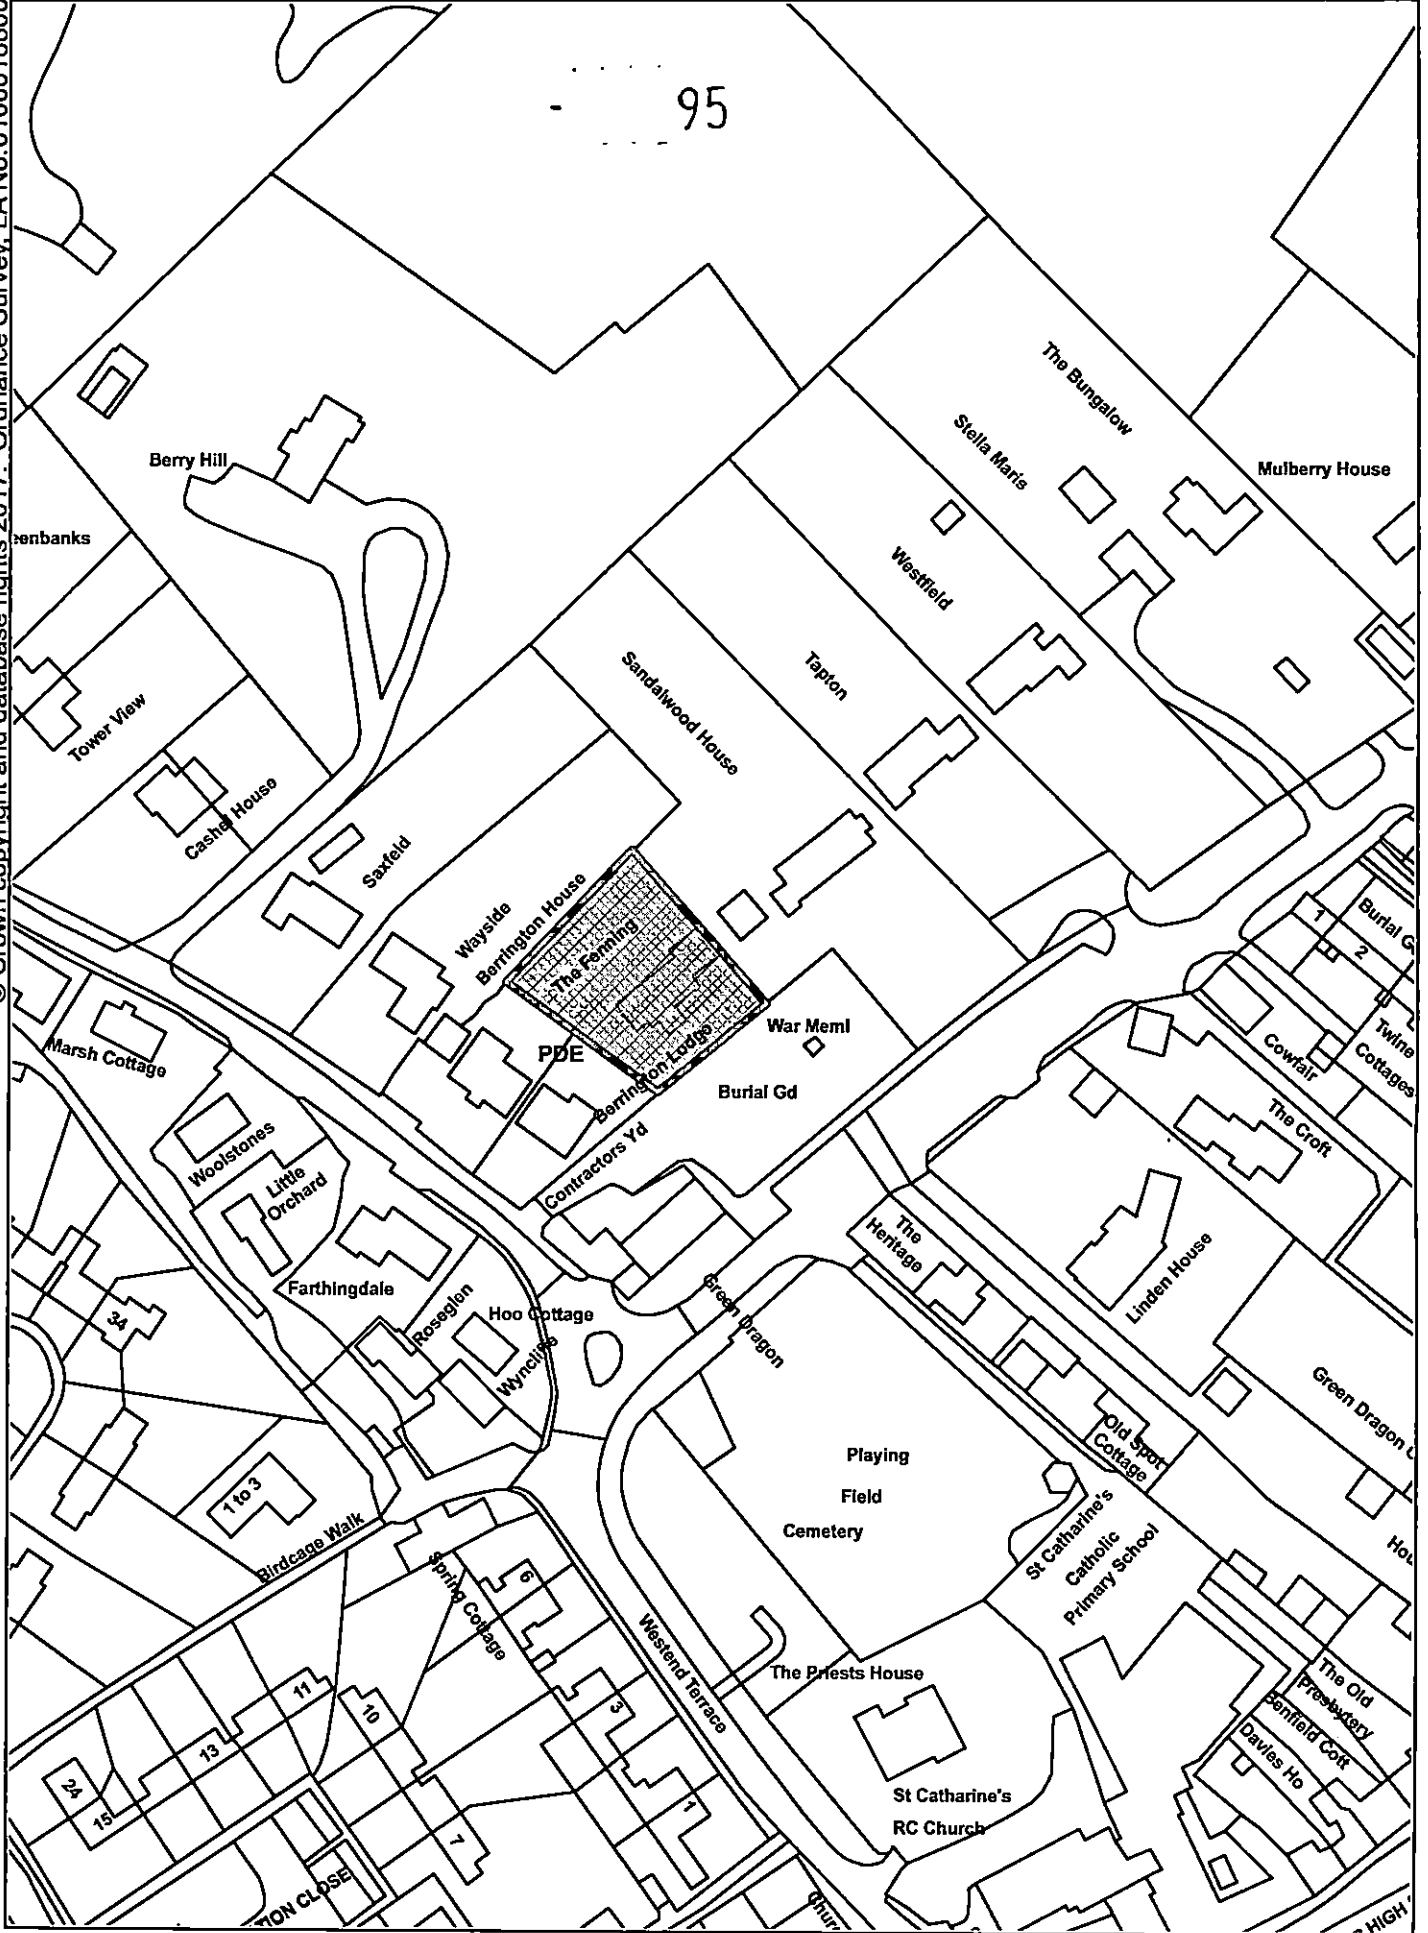 © Crown copyright and database rights 2017. Ordnance Survey, LA No.
- 95
The Bungalow
Stella Maris
Mulberry House
Berry Hill
eenbanks
Westfield
Tapton
Sandalwood House
Tower View
Cashel House
Saxfeld
Wayside
Berrington House
The Fenning
1
2
Burial G
War Meml
PDE
Berrington Lodge
Burial Gd
Marsh Cottage
Cowfair
Twine
Cottages
The Croft
Woolstones
Little
Orchard
Contractors Yd
The
Heritage
Linden House
Farthingdale
Roseglen
Hoo Cottage
Wyncliffe
Green Dragon
34
Green Dragon C
Old Spot
Cottage
Playing
Field
Cemetery
1 to 3
Birdcage Walk
St Catharine's
Catholic
Primary School
Hou
Spring Cottage
6
Westend Terrace
The Priests House
The Old
Presbytery
Benfield Cott
Davies Ho
11
10
3
13
24
15
1
7
St Catharine's
RC Church
TION CLOSE
Chur
HIGH